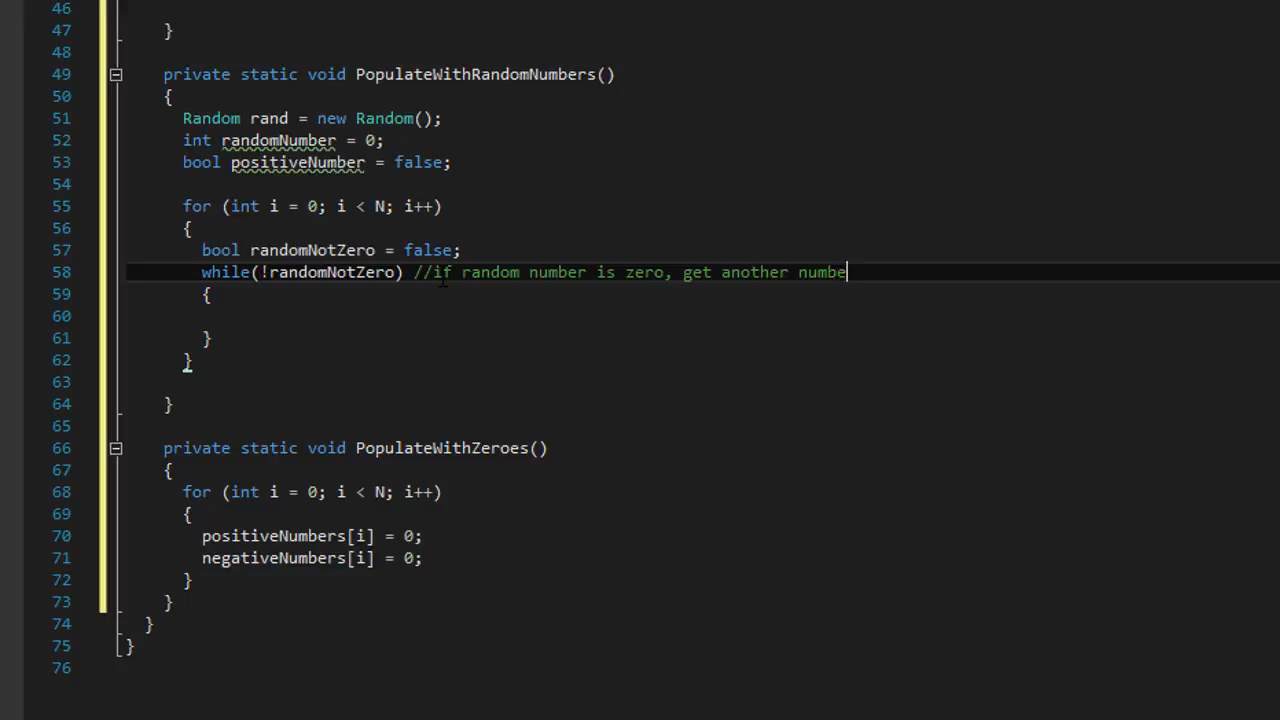 46
47 }
48
49 private static void PopulateWithRandomNumbers()
50 {
51 Random rand = new Random();
52 int randomNumber = 0;
53 bool positiveNumber = false;
54
55 for (int i = 0; i < N; i++)
56 {
57 bool randomNotZero = false;
58 while(!randomNotZero) //if random number is zero, get another numbe
59 {
60
61 }
62 }
63
64 }
65
66 private static void PopulateWithZeroes()
67 {
68 for (int i = 0; i < N; i++)
69 {
70 positiveNumbers[i] = 0;
71 negativeNumbers[i] = 0;
72 }
73 }
74 }
75 }
76